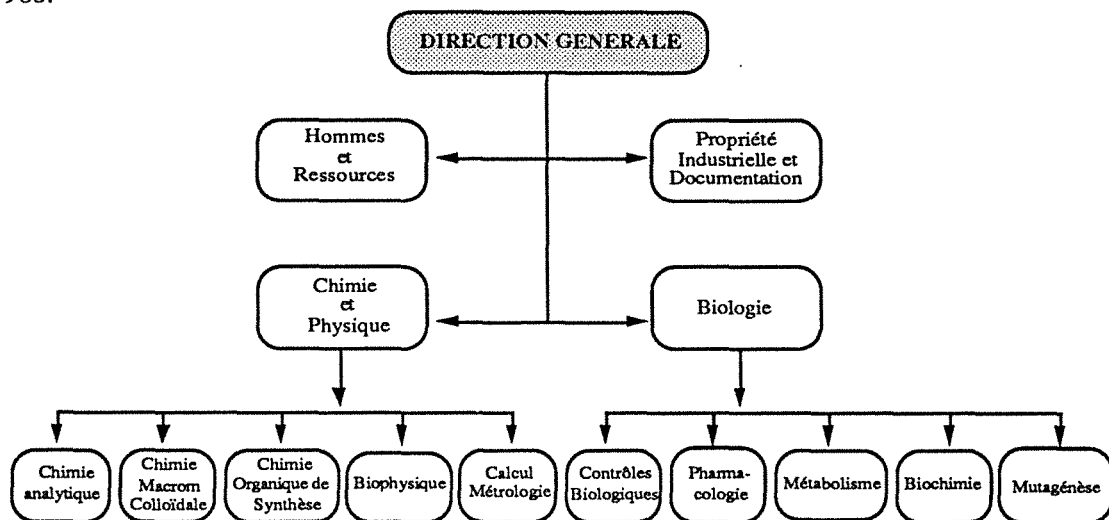 DIRECTION GENERALE
Hommes
et
Ressources
Propriété
Industrielle et
Documentation
Chimie
et
Physique
Biologie
Chimie
analytique
Chimie
Macrom
Colloïdale
Chimie
Organique de
Synthèse
Biophysique
Calcul
Métrologie
Contrôles
Biologiques
Pharma-
cologie
Métabolisme
Biochimie
Mutagénèse